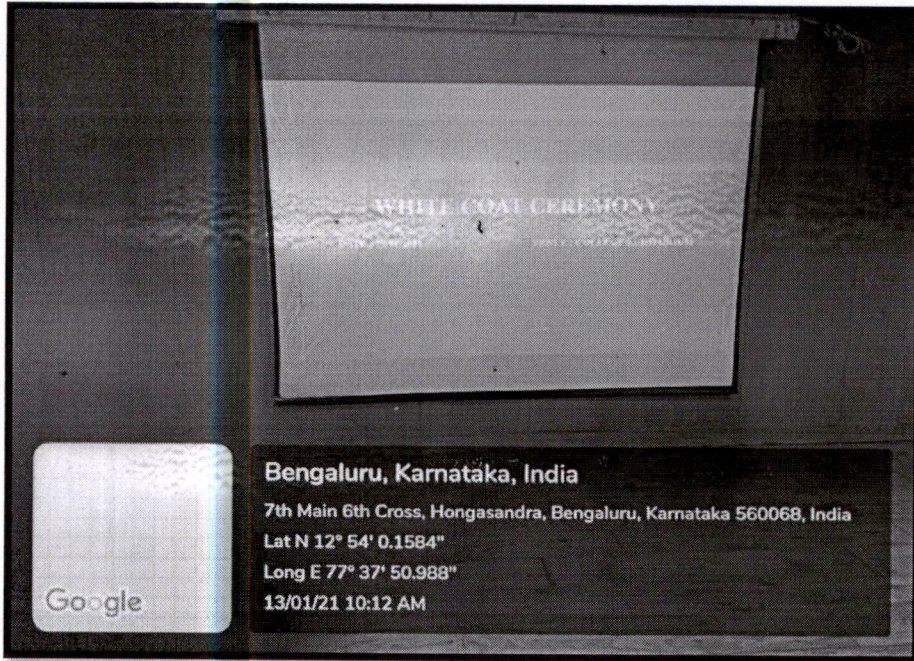 WHITE COAT CEREMONY
Bengaluru, Karnataka, India
7th Main 6th Cross, Hongasandra, Bengaluru, Karnataka 560068, India
Lat N 12° 54' 0.1584"
Long E 77° 37' 50.988"
13/01/21 10:12 AM
Google